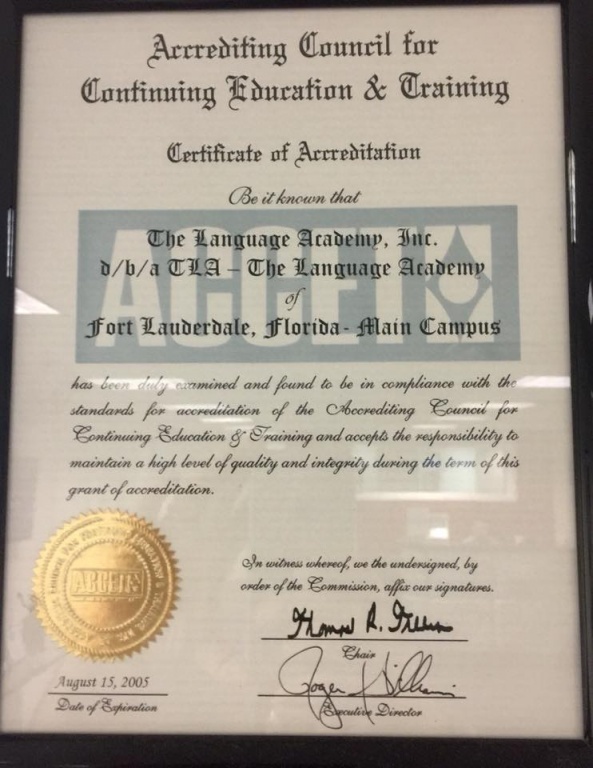 Accrediting Council for
Continuing Education & Training
Certificate of Accreditation
Be it known that
ACCET
The Language Academy, Inc.
d/b/a TLA – The Language Academy
of
Fort Lauderdale, Florida - Main Campus
has been duly examined and found to be in compliance with the
standards for accreditation of the Accrediting Council for
Continuing Education & Training and accepts the responsibility to
maintain a high level of quality and integrity during the term of this
grant of accreditation.
In witness whereof, we the undersigned, by
order of the Commission, affix our signatures.
Chair
Roger Williams
Executive Director
ACCET
August 15, 2005
Date of Expiration